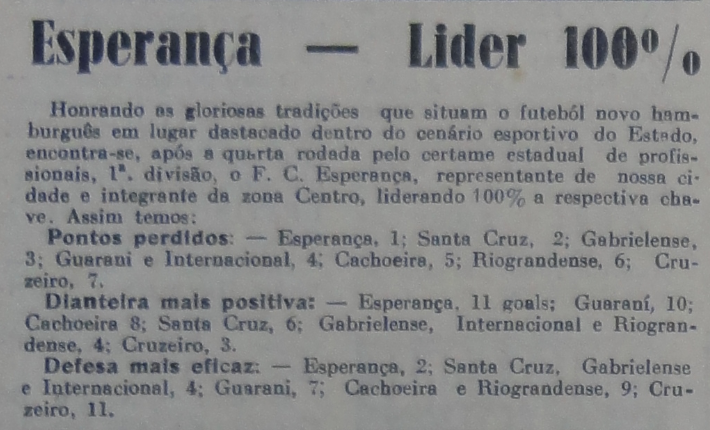 Esperança — Lider 100%
Honrando as gloriosas tradições que situam o futeból novo ham-
burguês em lugar dastacado dentro do cenário esportivo do Estado,
encontra-se, após a quarta rodada pelo certame estadual de profis-
sionais, 1ª. divisão, o F. C. Esperança, representante de nossa ci-
dade e integrante da zona Centro, liderando 100% a respectiva cha-
ve. Assim temos:
Pontos perdidos: — Esperança, 1; Santa Cruz, 2; Gabrielense,
3; Guarani e Internacional, 4; Cachoeira, 5; Riograndense, 6; Cru-
zeiro, 7.
Dianteira mais positiva: — Esperança, 11 goals; Guaraní, 10;
Cachoeira 8; Santa Cruz, 6; Gabrielense, Internacional e Riogran-
dense, 4; Cruzeiro, 3.
Defesa mais eficaz: — Esperança, 2; Santa Cruz, Gabrielense
e Internacional, 4; Guarani, 7; Cachoeira e Riograndense, 9; Cru-
zeiro, 11.